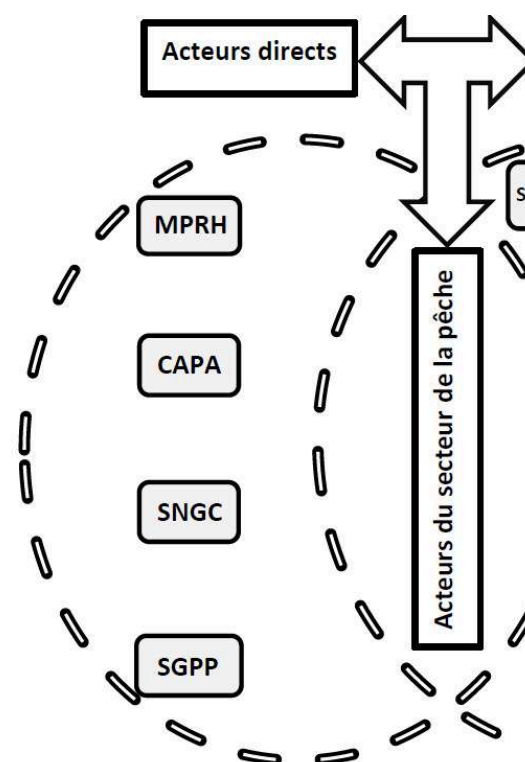 Acteurs directs
MPRH
S
CAPA
SNGC
SGPP
Acteurs du secteur de la pêche